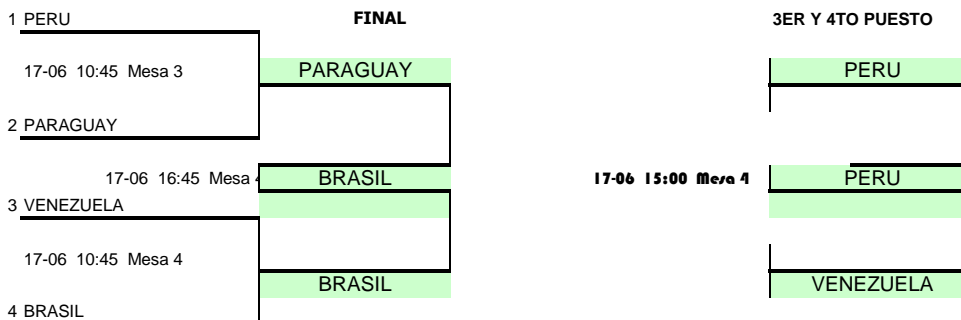 1 PERU
FINAL
3ER Y 4TO PUESTO
17-06 10:45 Mesa 3
PARAGUAY
PERU
2 PARAGUAY
17-06 16:45 Mesa 4
BRASIL
17-06 15:00 Mesa 4
PERU
3 VENEZUELA
17-06 10:45 Mesa 4
BRASIL
VENEZUELA
4 BRASIL